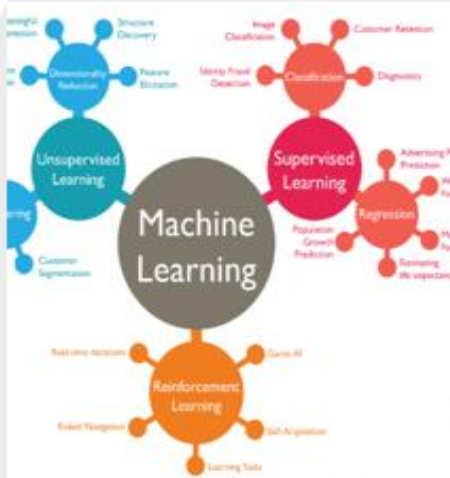 Structure
Discovery
Dimensionality
Reduction
Feature
Elicitation
Unsupervised
Learning
Customer
Segmentation
Image
Classification
Customer Retention
Identity Fraud
Detection
Classification
Diagnostics
Supervised
Learning
Advertising
Prediction
Regression
Population
Growth
Prediction
Estimating
Machine
Learning
Real-time decisions
Game AI
Reinforcement
Learning
Robot Navigation
Skill Acquisition
Learning Tasks